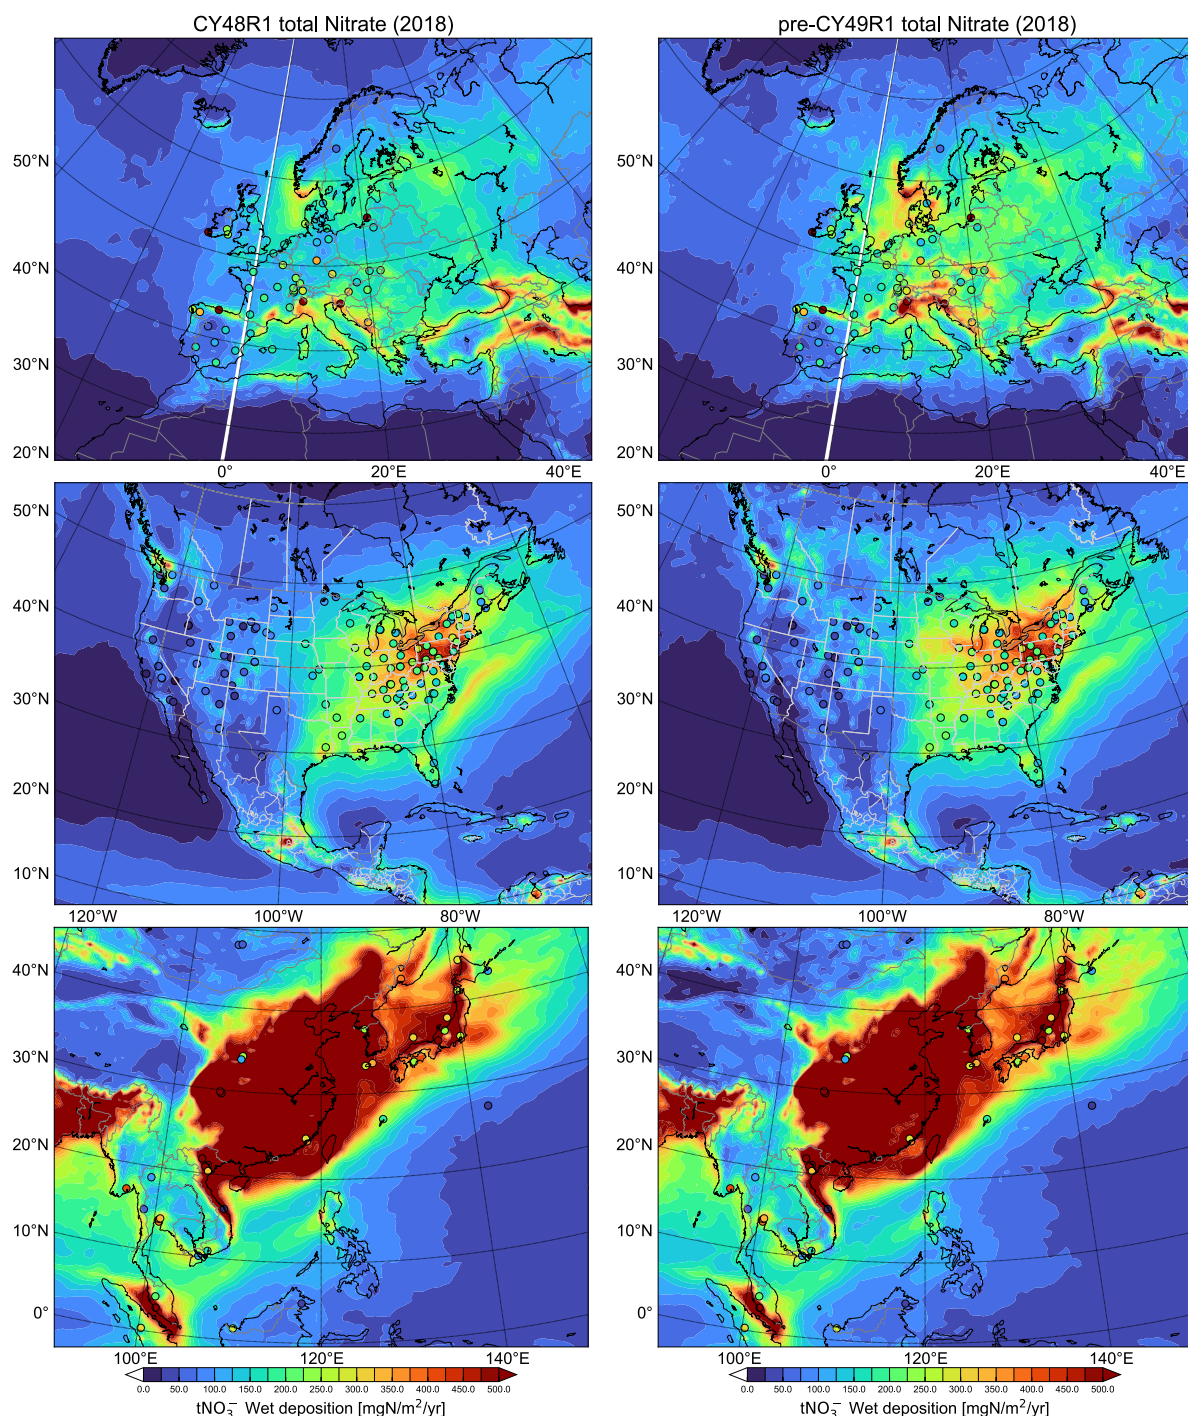 CY48R1 total Nitrate (2018)
pre-CY49R1 total Nitrate (2018)
50°N
40°N
30°N
20°N
0°
20°E
40°E
50°N
40°N
30°N
20°N
0°
20°E
40°E
50°N
40°N
30°N
20°N
10°N
120°W
100°W
80°W
50°N
40°N
30°N
20°N
10°N
120°W
100°W
80°W
40°N
30°N
20°N
10°N
0°
100°E
120°E
140°E
40°N
30°N
20°N
10°N
0°
100°E
120°E
140°E
0.0 50.0 100.0 150.0 200.0 250.0 300.0 350.0 400.0 450.0 500.0
tNO₃⁻ Wet deposition [mgN/m²/yr]
0.0 50.0 100.0 150.0 200.0 250.0 300.0 350.0 400.0 450.0 500.0
tNO₃⁻ Wet deposition [mgN/m²/yr]